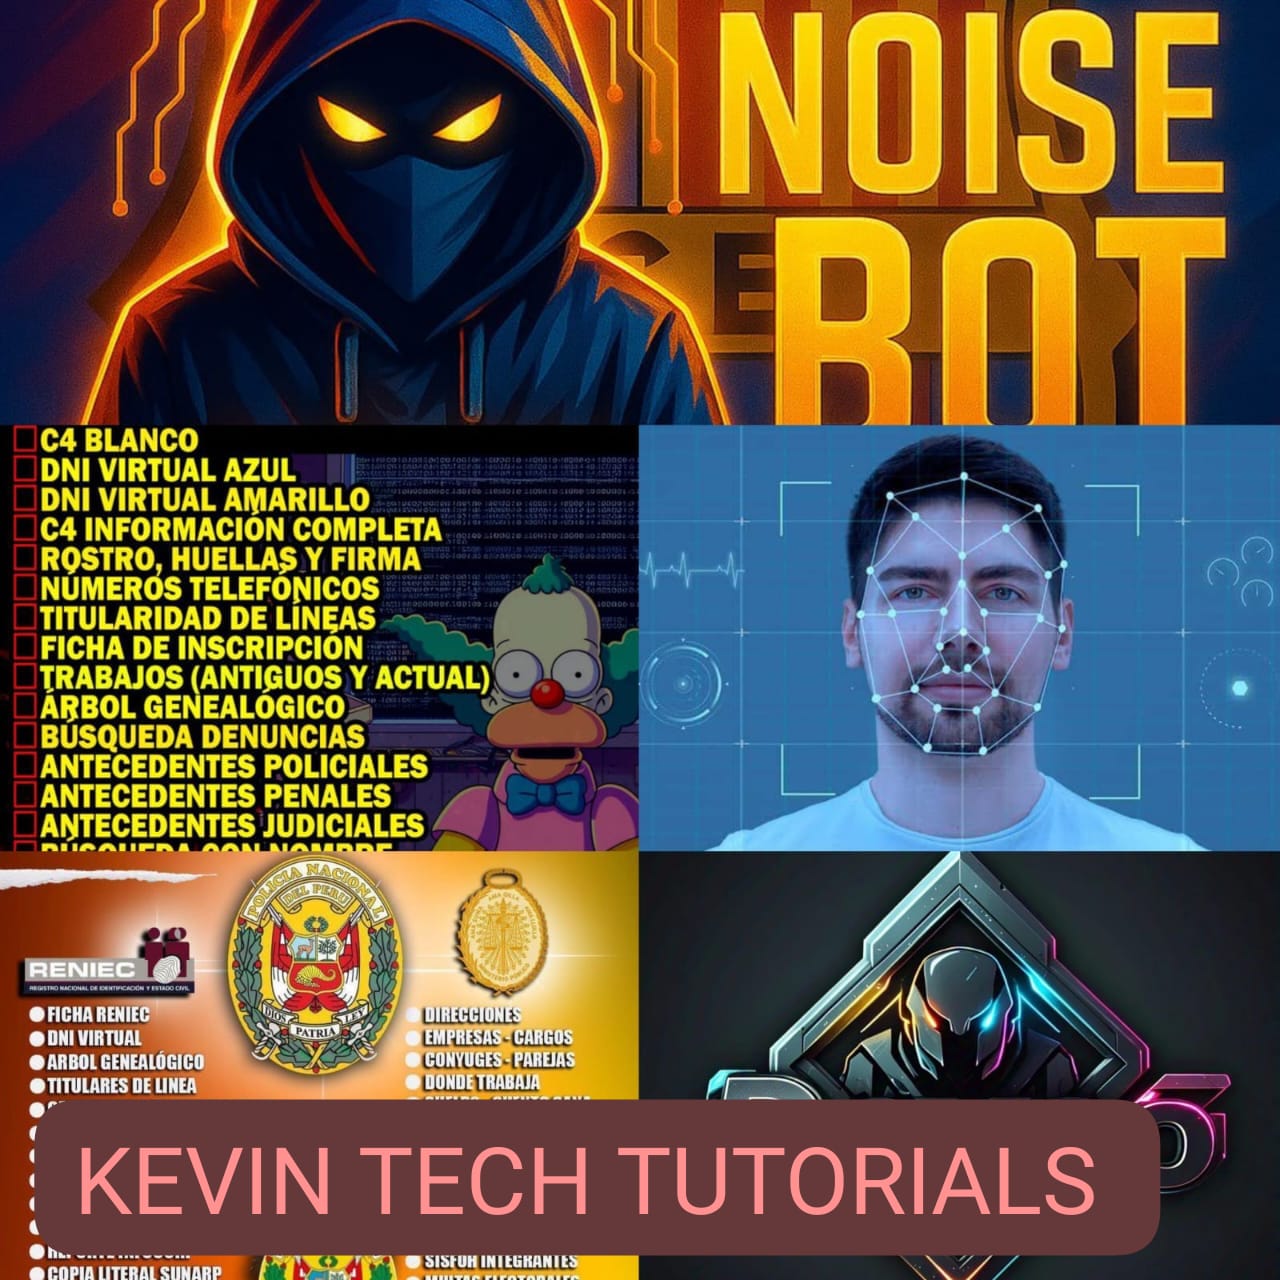 NOISE
BOT
C4 BLANCO
DNI VIRTUAL AZUL
DNI VIRTUAL AMARILLO
C4 INFORMACIÓN COMPLETA
ROSTRO, HUELLAS Y FIRMA
NÚMEROS TELEFÓNICOS
TITULARIDAD DE LÍNEAS
FICHA DE INSCRIPCIÓN
TRABAJOS (ANTIGUOS Y ACTUAL)
ÁRBOL GENEALÓGICO
BÚSQUEDA DENUNCIAS
ANTECEDENTES POLICIALES
ANTECEDENTES PENALES
ANTECEDENTES JUDICIALES
BÚSQUEDA CON NOMBRE
POLICIA NACIONAL
DEL PERU
DIOS PATRIA LEY
RENIEC
REGISTRO NACIONAL DE IDENTIFICACIÓN Y ESTADO CIVIL
FICHA RENIEC
DNI VIRTUAL
ARBOL GENEALÓGICO
TITULARES DE LINEA
DIRECCIONES
EMPRESAS - CARGOS
CONYUGES - PAREJAS
DONDE TRABAJA
KEVIN TECH TUTORIALS
COPIA LITERAL SUNARP
SISFOH INTEGRANTES
MULTAS ELECTORALES